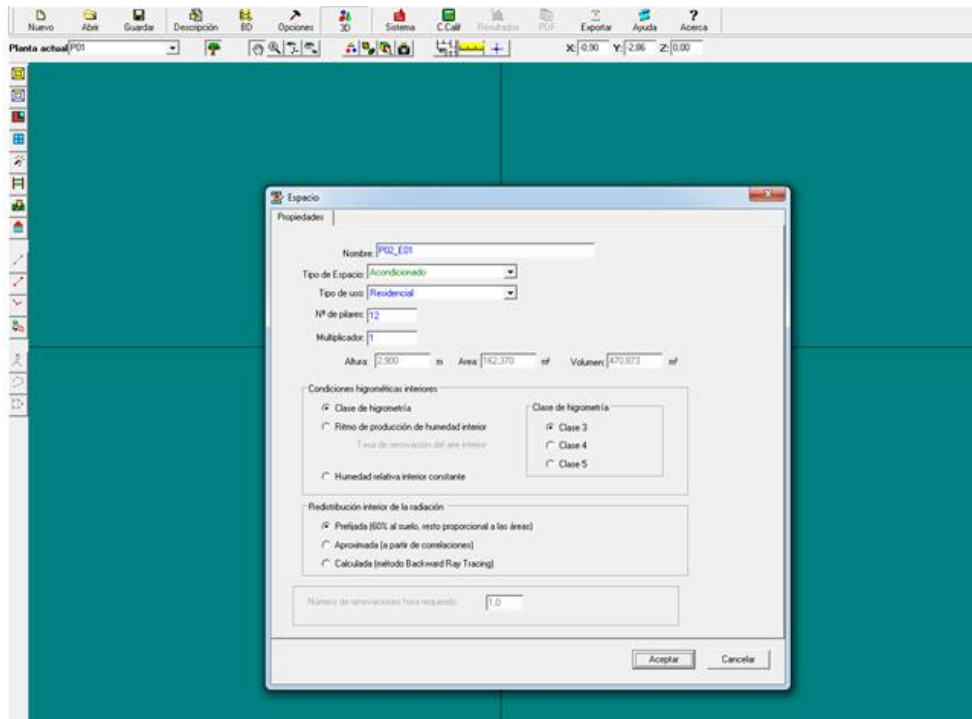 Nuevo Abrir Guardar Descripción BD Opciones 3D Sistema C.Calif Resultados PDF Exportar Ayuda Acerca
Planta actual P01 X: -0,90 Y: -2,86 Z: 0,00
Espacio
Propiedades
Nombre: P02_E01
Tipo de Espacio: Acondicionado
Tipo de uso: Residencial
Nº de pilares: 12
Multiplicador: 1
Altura: 2,900 m Area: 162,370 m² Volumen: 470,873 m³
Condiciones higrométicas interiores
Clase de higrometría
Ritmo de producción de humedad interior
Tasa de renovación del aire interior
Humedad relativa interior constante
Clase de higrometría
Clase 3
Clase 4
Clase 5
Redistribución interior de la radiación
Prefijada (60% al suelo, resto proporcional a las áreas)
Aproximada (a partir de correlaciones)
Calculada (método Backward Ray Tracing)
Número de renovaciones hora requerido 1,0
Aceptar Cancelar